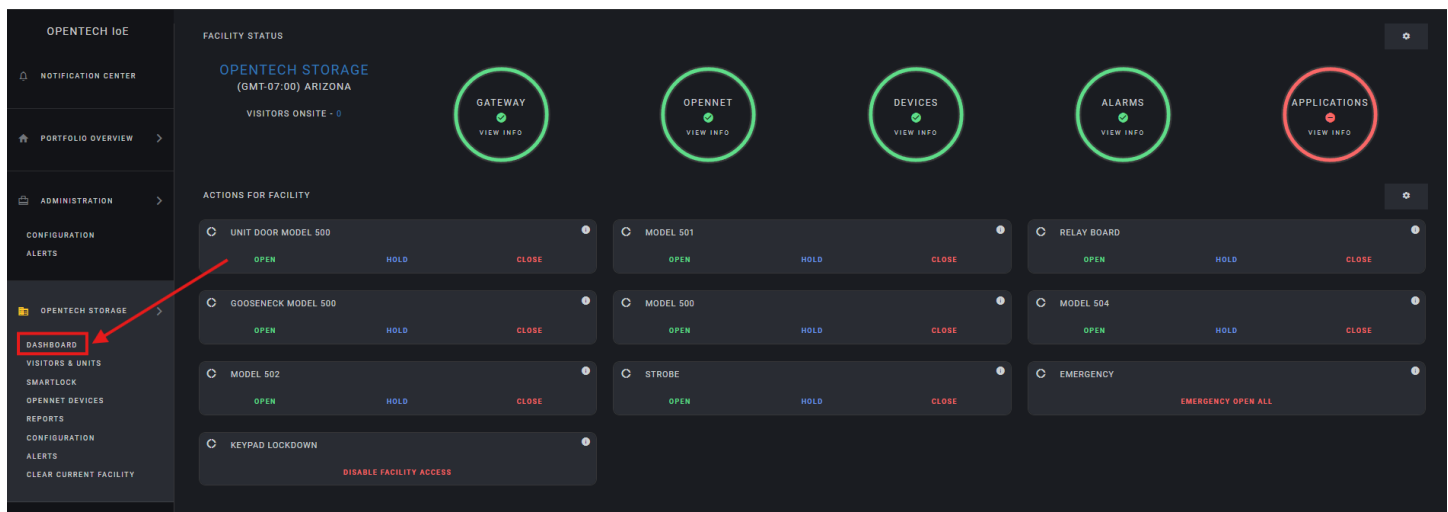 OPENTECH IoE
NOTIFICATION CENTER
PORTFOLIO OVERVIEW
ADMINISTRATION
CONFIGURATION
ALERTS
OPENTECH STORAGE
DASHBOARD
VISITORS & UNITS
SMARTLOCK
OPENNET DEVICES
REPORTS
CONFIGURATION
ALERTS
CLEAR CURRENT FACILITY
FACILITY STATUS
OPENTECH STORAGE
(GMT-07:00) ARIZONA
VISITORS ONSITE - 0
GATEWAY
VIEW INFO
OPENNET
VIEW INFO
DEVICES
VIEW INFO
ALARMS
VIEW INFO
APPLICATIONS
VIEW INFO
ACTIONS FOR FACILITY
UNIT DOOR MODEL 500
OPEN HOLD CLOSE
MODEL 501
OPEN HOLD CLOSE
RELAY BOARD
OPEN HOLD CLOSE
GOOSENECK MODEL 500
OPEN HOLD CLOSE
MODEL 500
OPEN HOLD CLOSE
MODEL 504
OPEN HOLD CLOSE
MODEL 502
OPEN HOLD CLOSE
STROBE
OPEN HOLD CLOSE
EMERGENCY
EMERGENCY OPEN ALL
KEYPAD LOCKDOWN
DISABLE FACILITY ACCESS